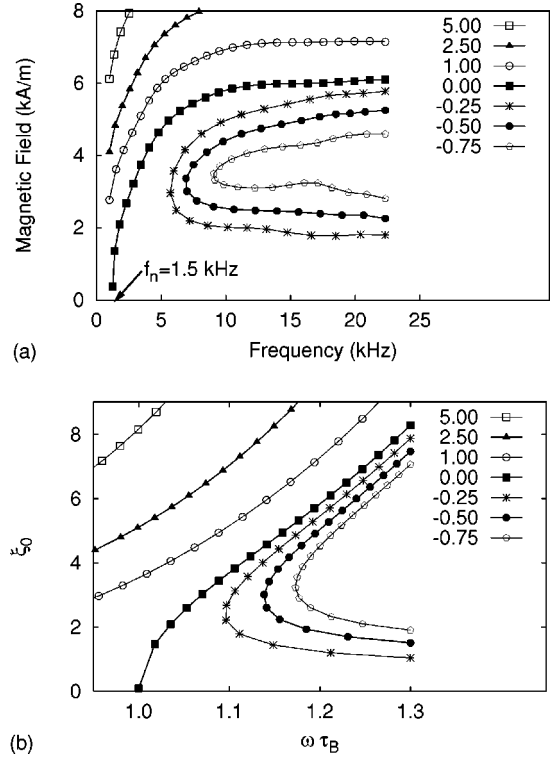 (a)
Magnetic Field (kA/m)
8
6
4
2
0
0 5 10 15 20 25
Frequency (kHz)
f_n=1.5 kHz
5.00
2.50
1.00
0.00
-0.25
-0.50
-0.75
(b)
ξ₀
8
6
4
2
0
1.0 1.1 1.2 1.3
ω τ_B
5.00
2.50
1.00
0.00
-0.25
-0.50
-0.75